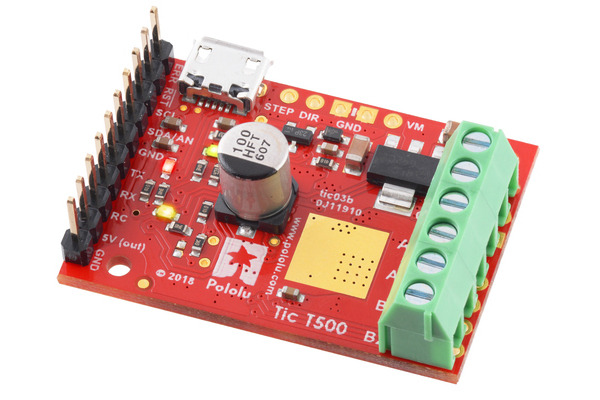 ERR
RST
SCL
SDA/AN
GND
TX
RX
RC
5V (out)
GND
STEP DIR
GND
VM
100
HFT
607
tic03b
0J11910
www.pololu.com
© 2018
Pololu
Tic T500
A
A
B
B